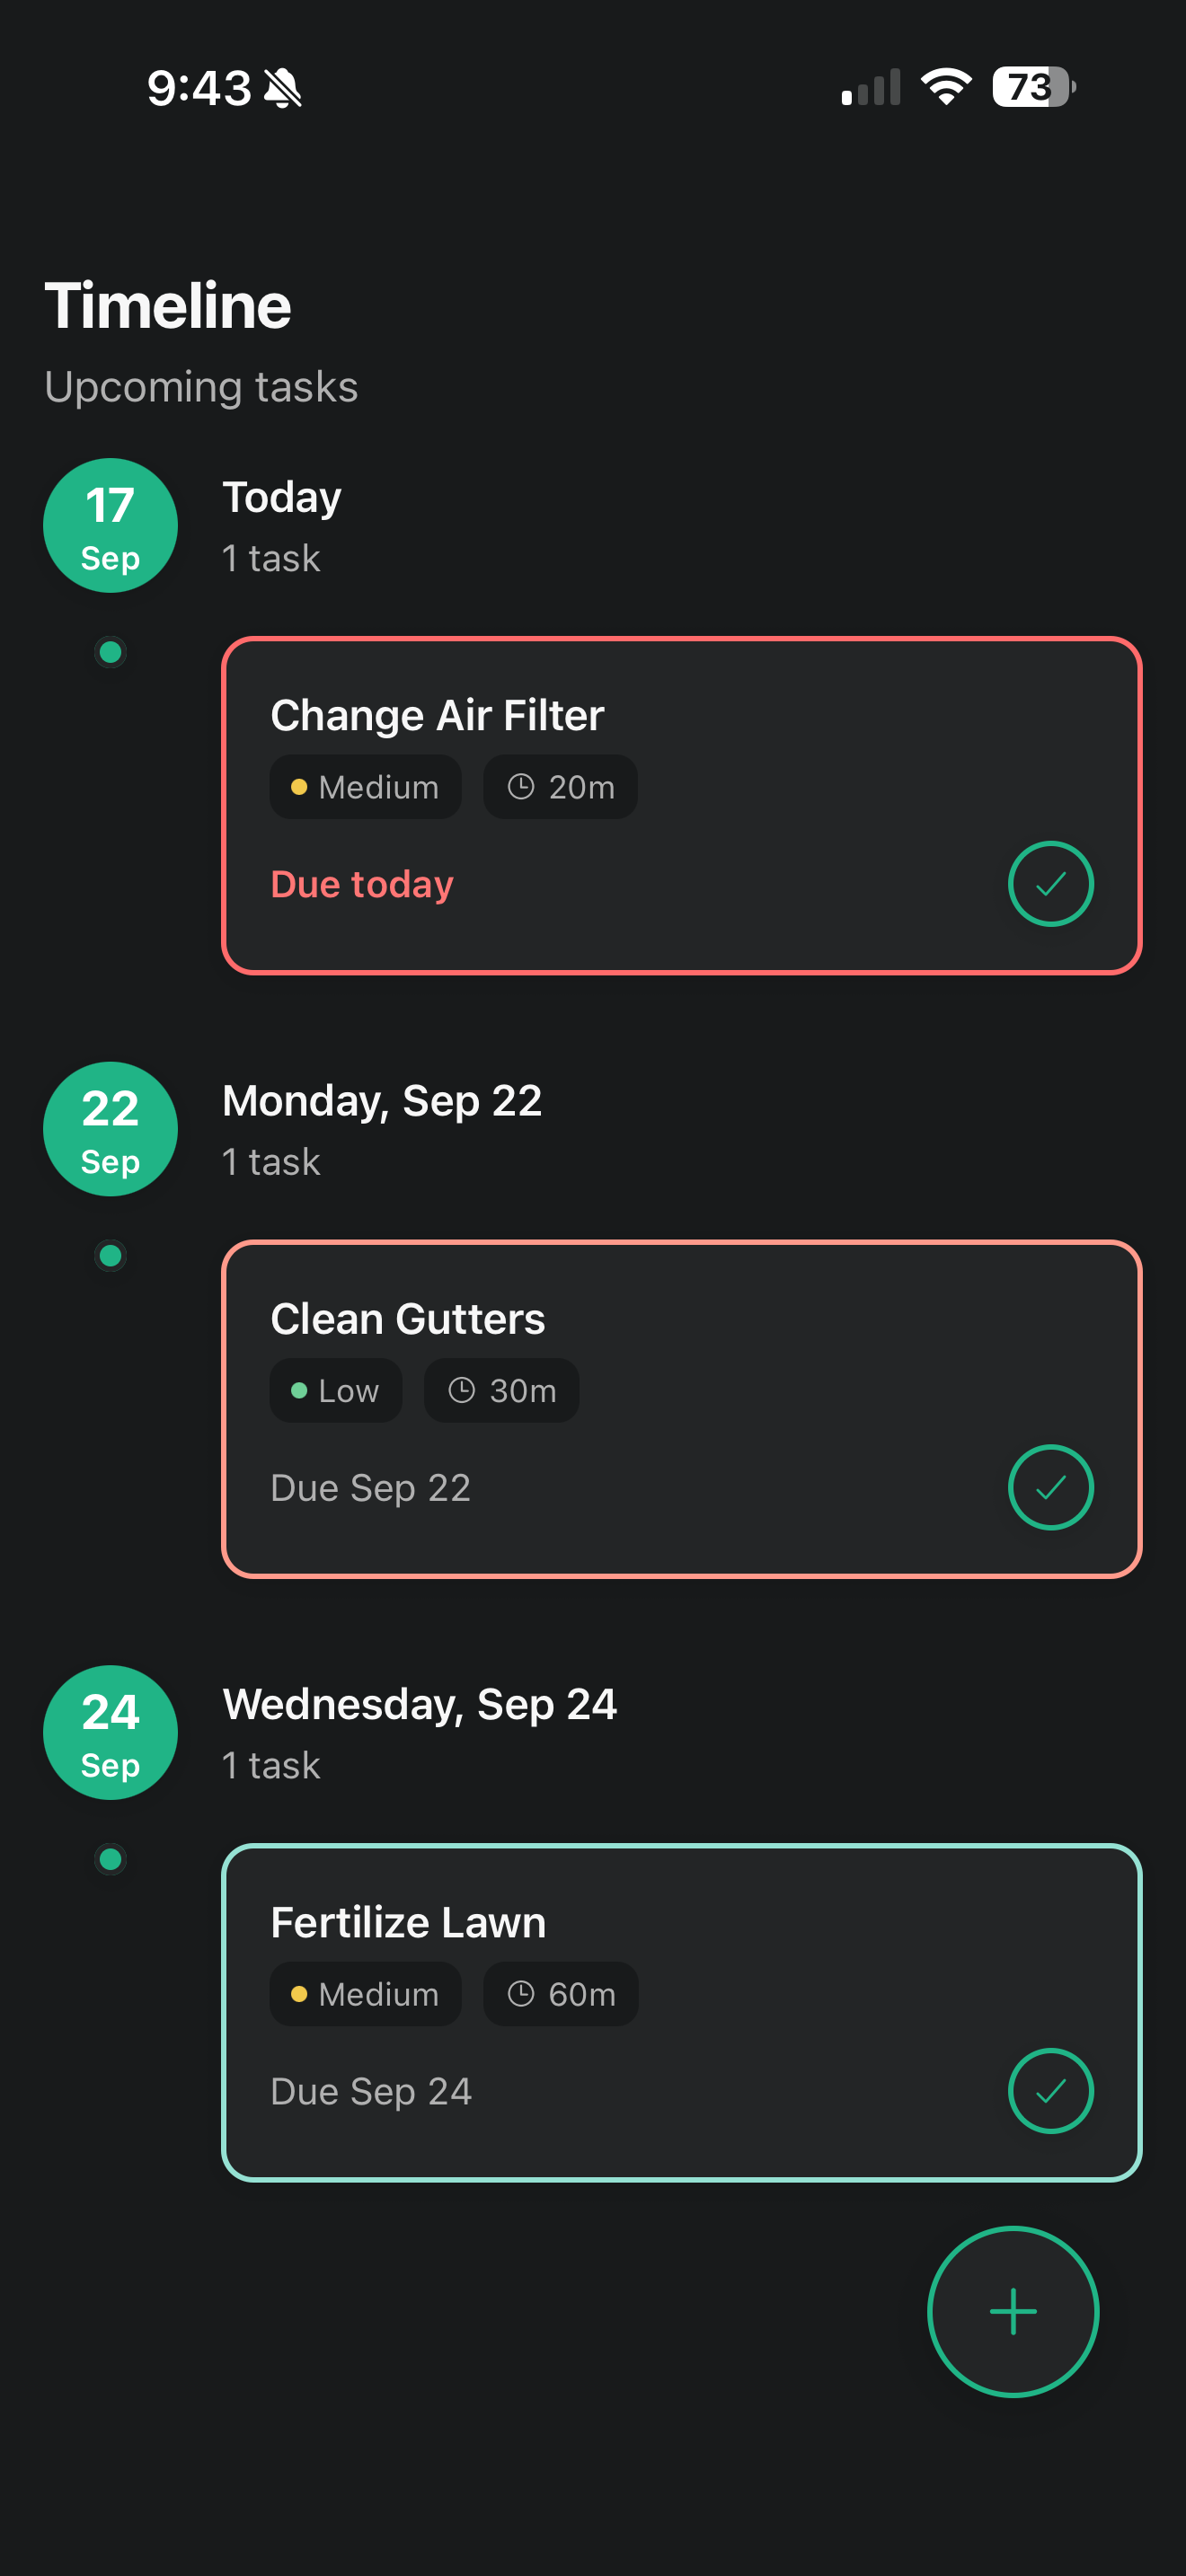 9:43
73
Timeline
Upcoming tasks
17
Sep
Today
1 task
Change Air Filter
Medium
20m
Due today
22
Sep
Monday, Sep 22
1 task
Clean Gutters
Low
30m
Due Sep 22
24
Sep
Wednesday, Sep 24
1 task
Fertilize Lawn
Medium
60m
Due Sep 24